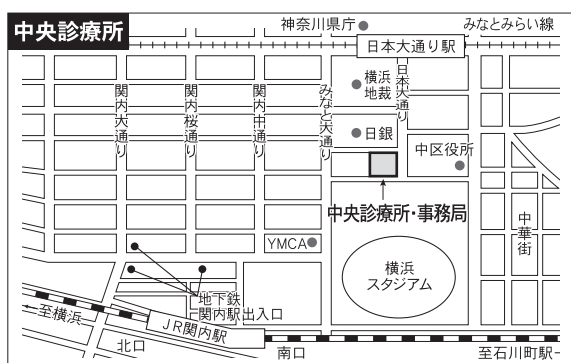 中央診療所
神奈川県庁
みなとみらい線
日本大通り駅
関内大通り
関内桜通り
関内中通り
みなと大通り
横浜
地裁
日本大通り
日銀
中区役所
中央診療所・事務局
中華街
YMCA
横浜
スタジアム
地下鉄
関内駅出入口
←至横浜
JR関内駅
北口
南口
至石川町駅→